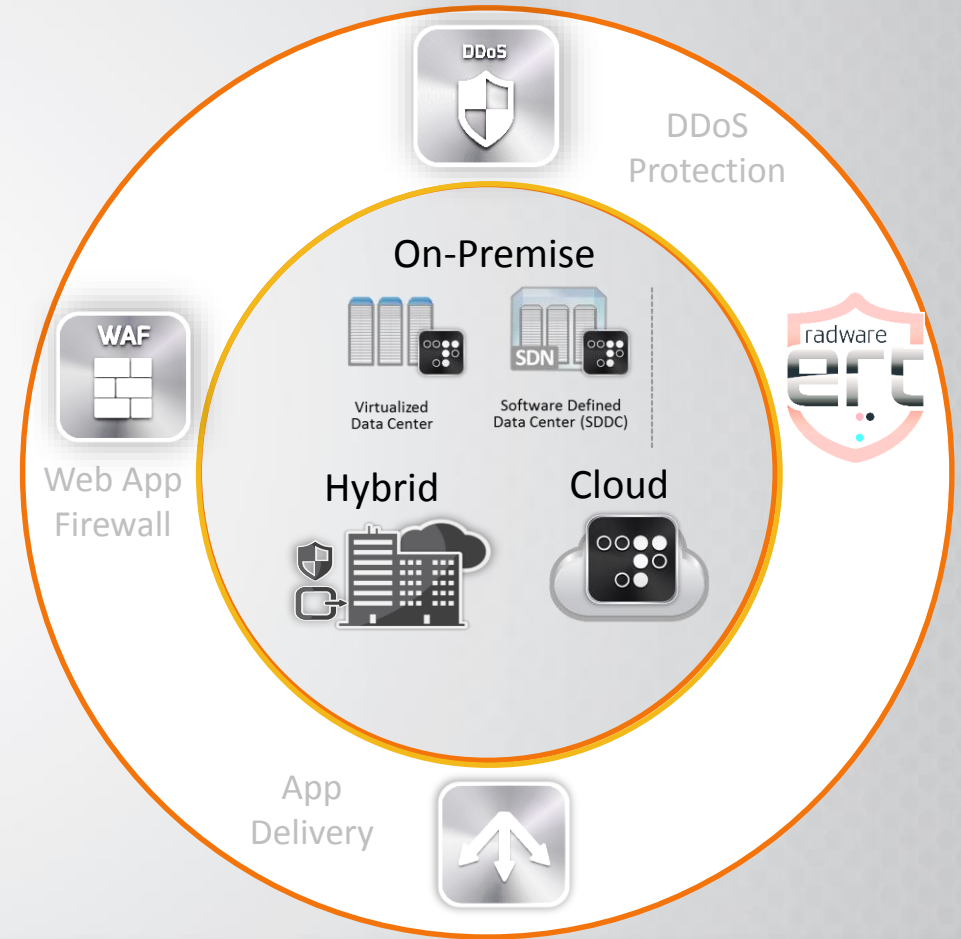 DDoS
DDoS
Protection
On-Premise
WAF
SDN
radware
ert
Virtualized
Data Center
Software Defined
Data Center (SDDC)
Web App
Firewall
Hybrid
Cloud
App
Delivery